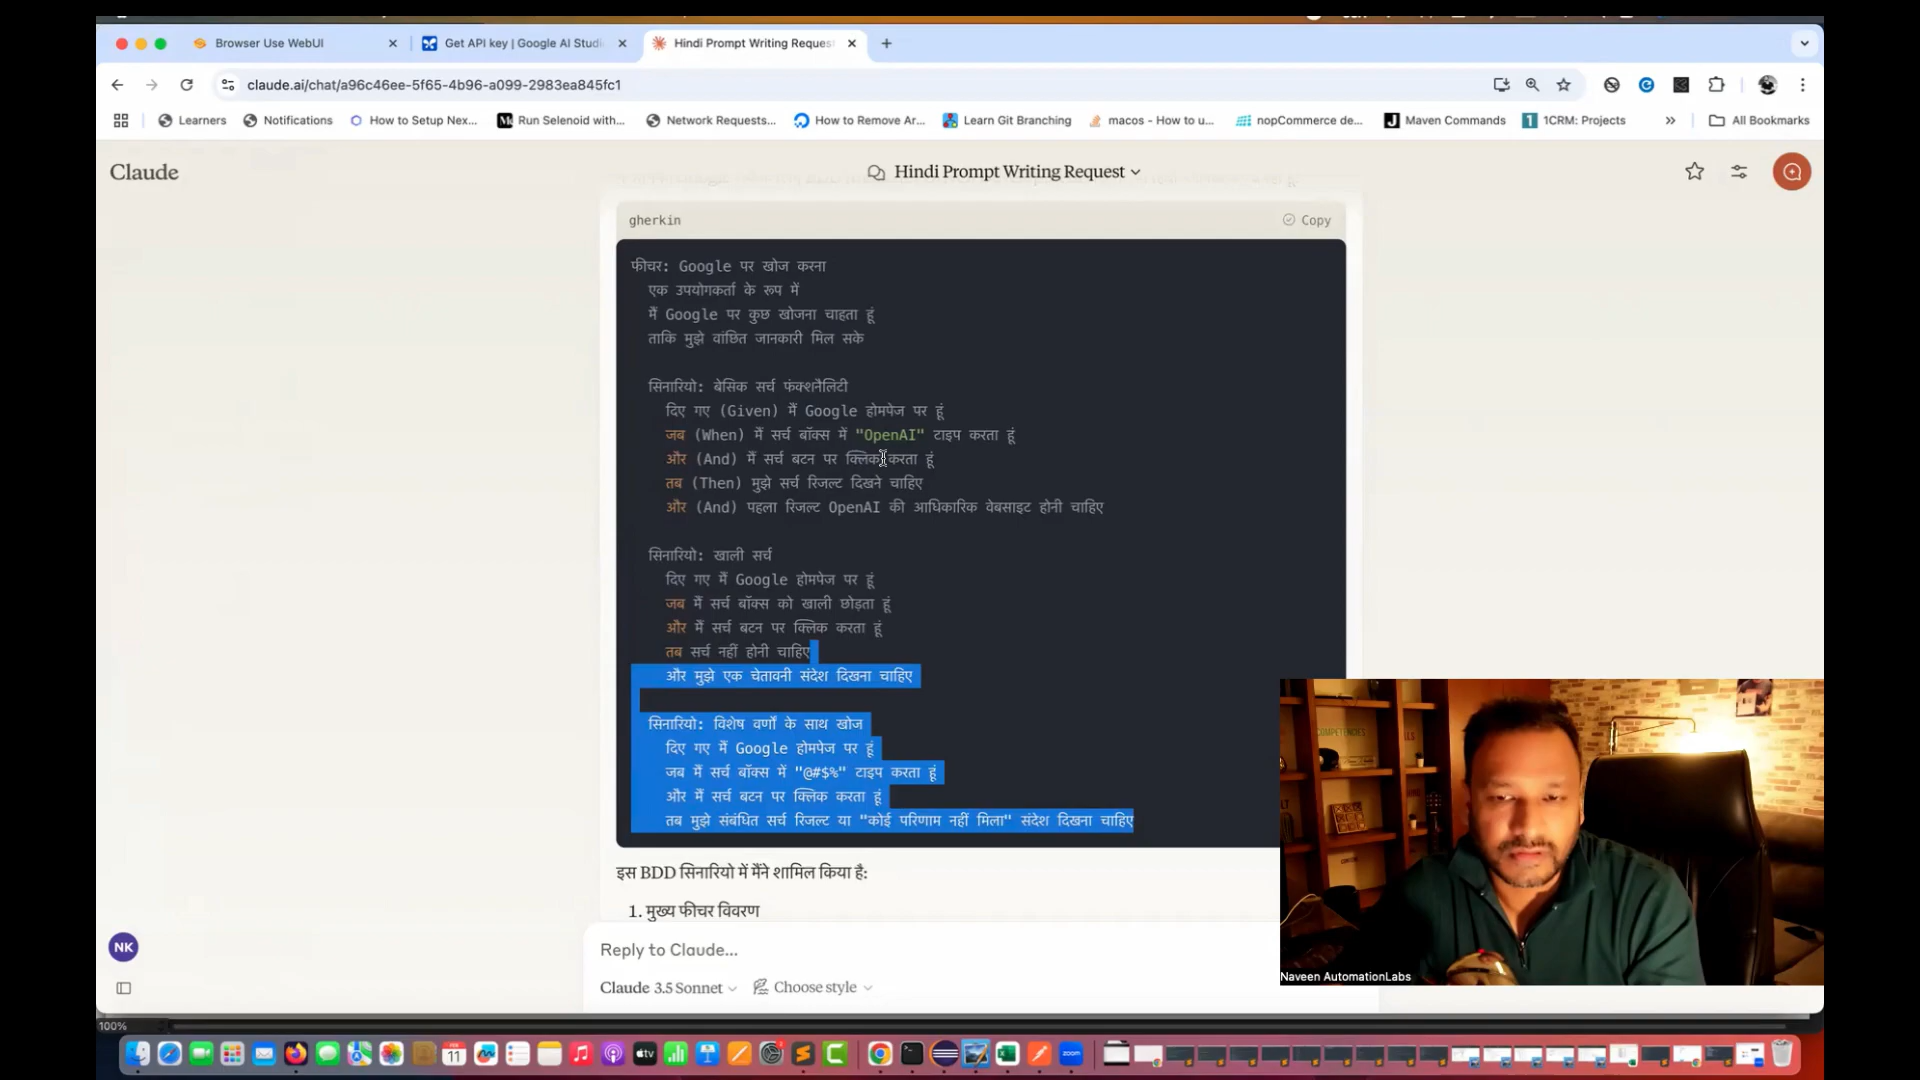 Browser Use WebUI
Get API key | Google AI Studi
Hindi Prompt Writing Reques
claude.ai/chat/a96c46ee-5f65-4b96-a099-2983ea845fc1
Learners
Notifications
How to Setup Nex...
Run Selenoid with...
Network Requests...
How to Remove Ar...
Learn Git Branching
macos - How to u...
nopCommerce de...
Maven Commands
1CRM: Projects
All Bookmarks
Claude
Hindi Prompt Writing Request
gherkin
Copy
फीचर: Google पर खोज करना
एक उपयोगकर्ता के रूप में
मैं Google पर कुछ खोजना चाहता हूं
ताकि मुझे वांछित जानकारी मिल सके
सिनारियो: बेसिक सर्च फंक्शनैलिटी
दिए गए (Given) मैं Google होमपेज पर हूं
जब (When) मैं सर्च बॉक्स में "OpenAI" टाइप करता हूं
और (And) मैं सर्च बटन पर क्लिक करता हूं
तब (Then) मुझे सर्च रिजल्ट दिखने चाहिए
और (And) पहला रिजल्ट OpenAI की आधिकारिक वेबसाइट होनी चाहिए
सिनारियो: खाली सर्च
दिए गए मैं Google होमपेज पर हूं
जब मैं सर्च बॉक्स को खाली छोड़ता हूं
और मैं सर्च बटन पर क्लिक करता हूं
तब सर्च नहीं होनी चाहिए
और मुझे एक चेतावनी संदेश दिखना चाहिए
सिनारियो: विशेष वर्णों के साथ खोज
दिए गए मैं Google होमपेज पर हूं
जब मैं सर्च बॉक्स में "@#$%" टाइप करता हूं
और मैं सर्च बटन पर क्लिक करता हूं
तब मुझे संबंधित सर्च रिजल्ट या "कोई परिणाम नहीं मिला" संदेश दिखना चाहिए
इस BDD सिनारियो में मैंने शामिल किया है:
1. मुख्य फीचर विवरण
NK
Reply to Claude...
Claude 3.5 Sonnet
Choose style
COMPETENCIES
Naveen AutomationLabs
100%